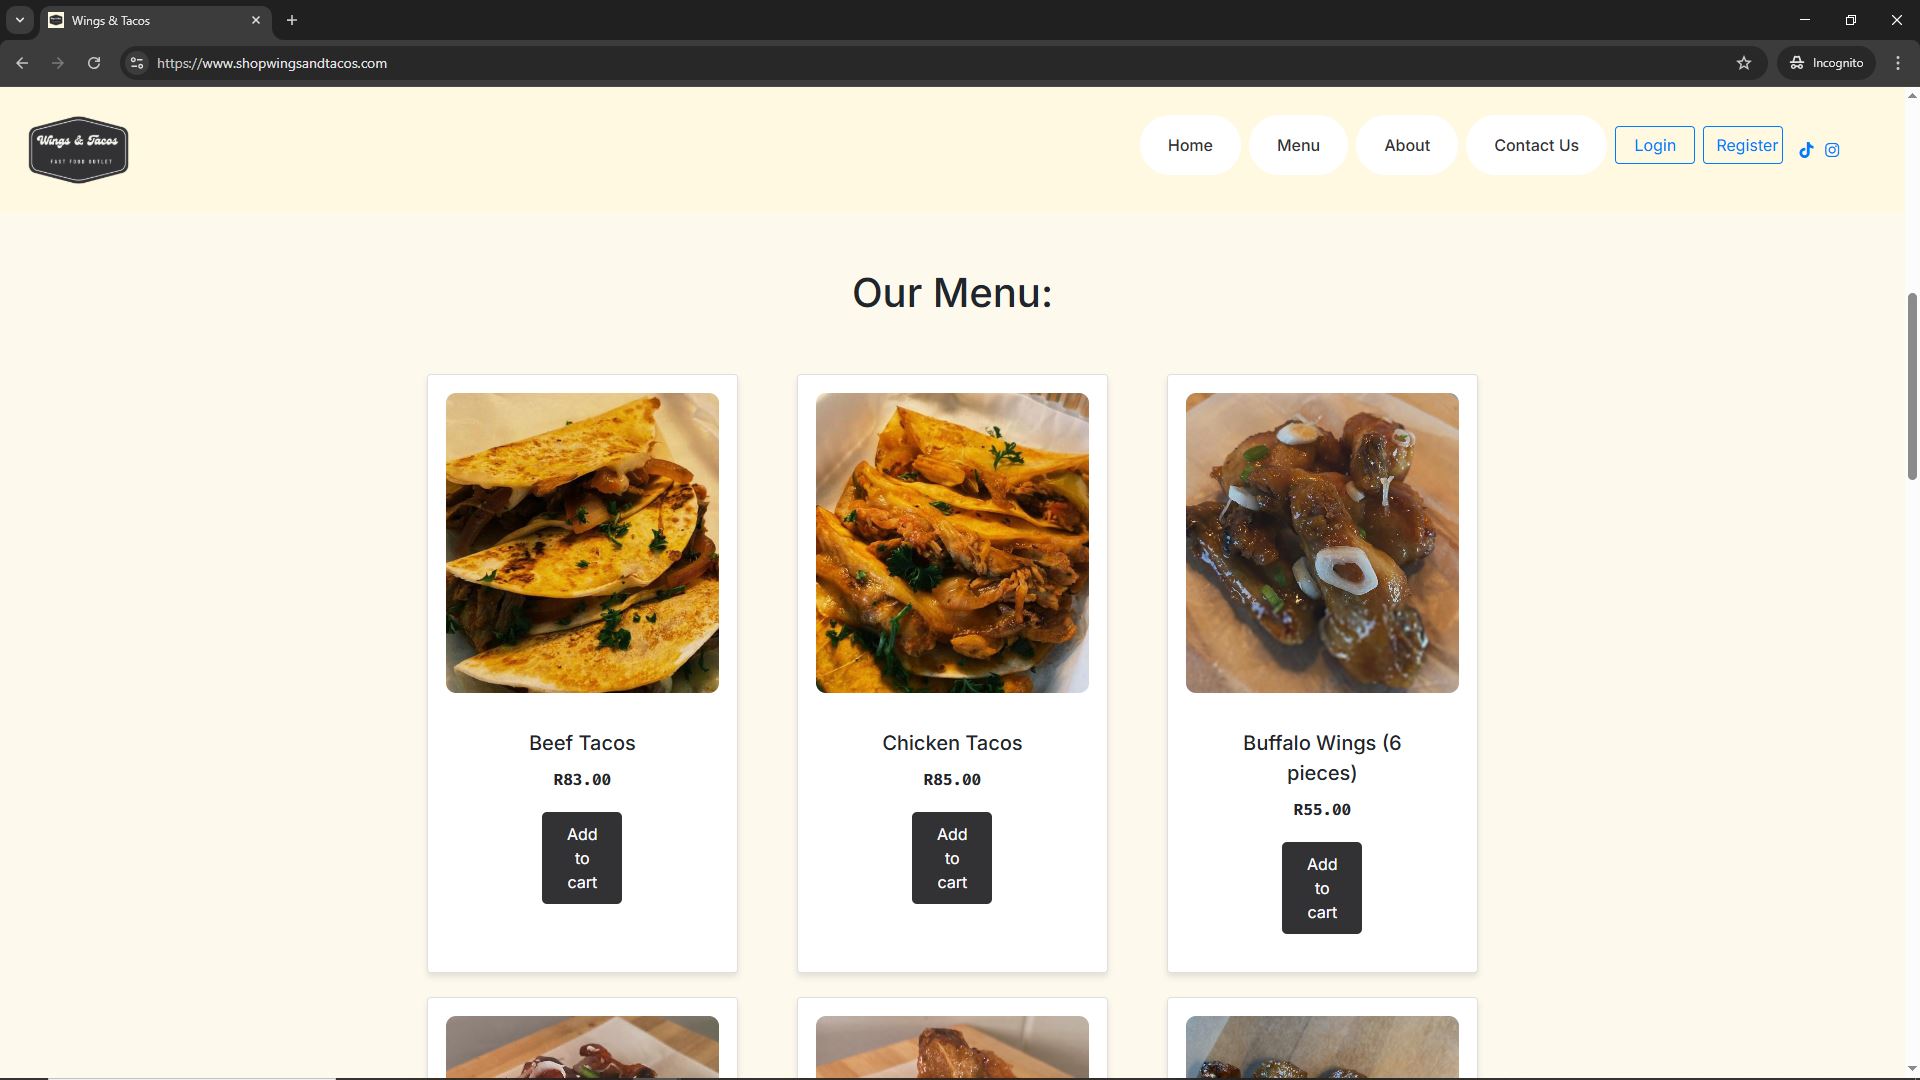 Wings & Tacos
https://www.shopwingsandtacos.com
Incognito
Wings & Tacos
FAST FOOD OUTLET
Home
Menu
About
Contact Us
Login
Register
Our Menu:
Beef Tacos
R83.00
Add
to
cart
Chicken Tacos
R85.00
Add
to
cart
Buffalo Wings (6
pieces)
R55.00
Add
to
cart